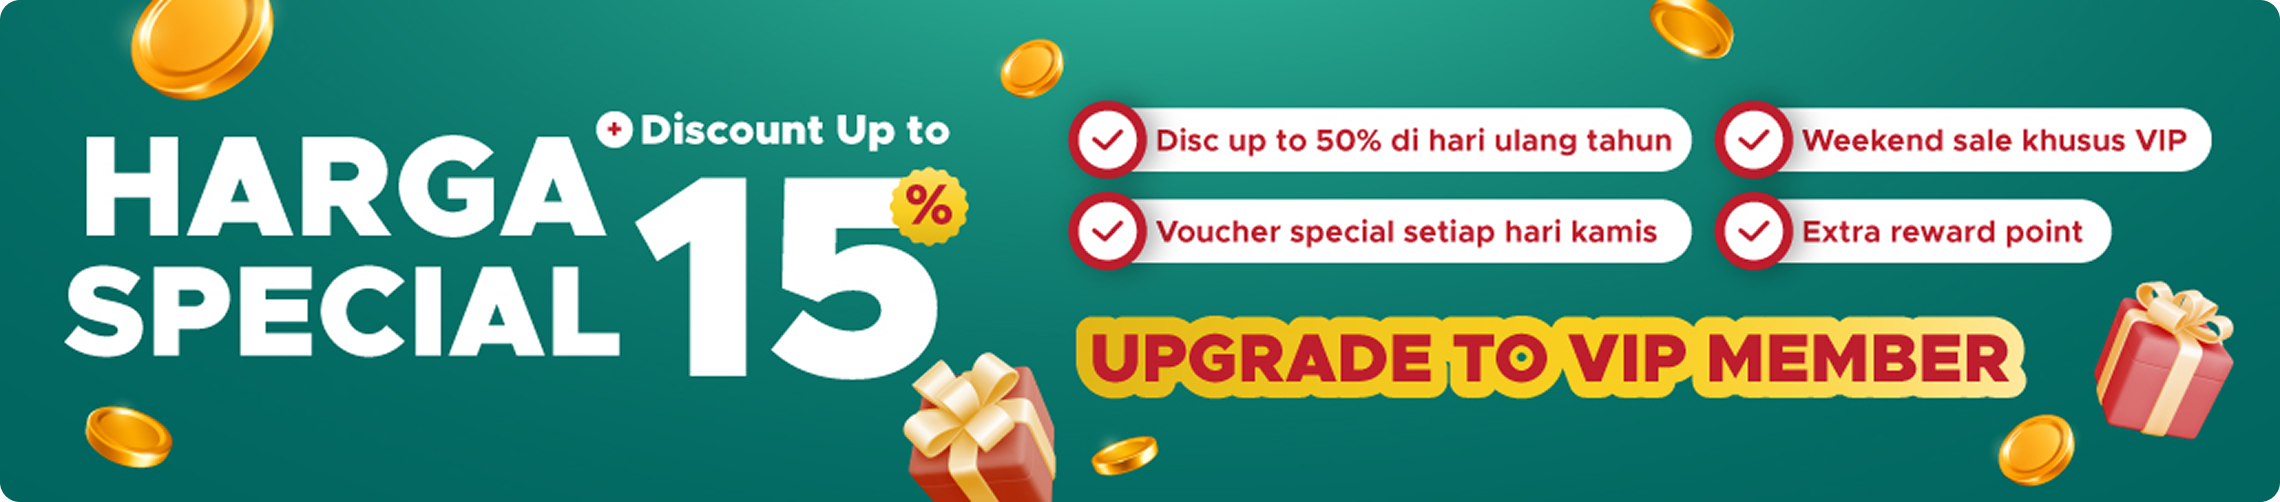 HARGA
SPECIAL
+ Discount Up to
15%
Disc up to 50% di hari ulang tahun
Weekend sale khusus VIP
Voucher special setiap hari kamis
Extra reward point
UPGRADE TO VIP MEMBER